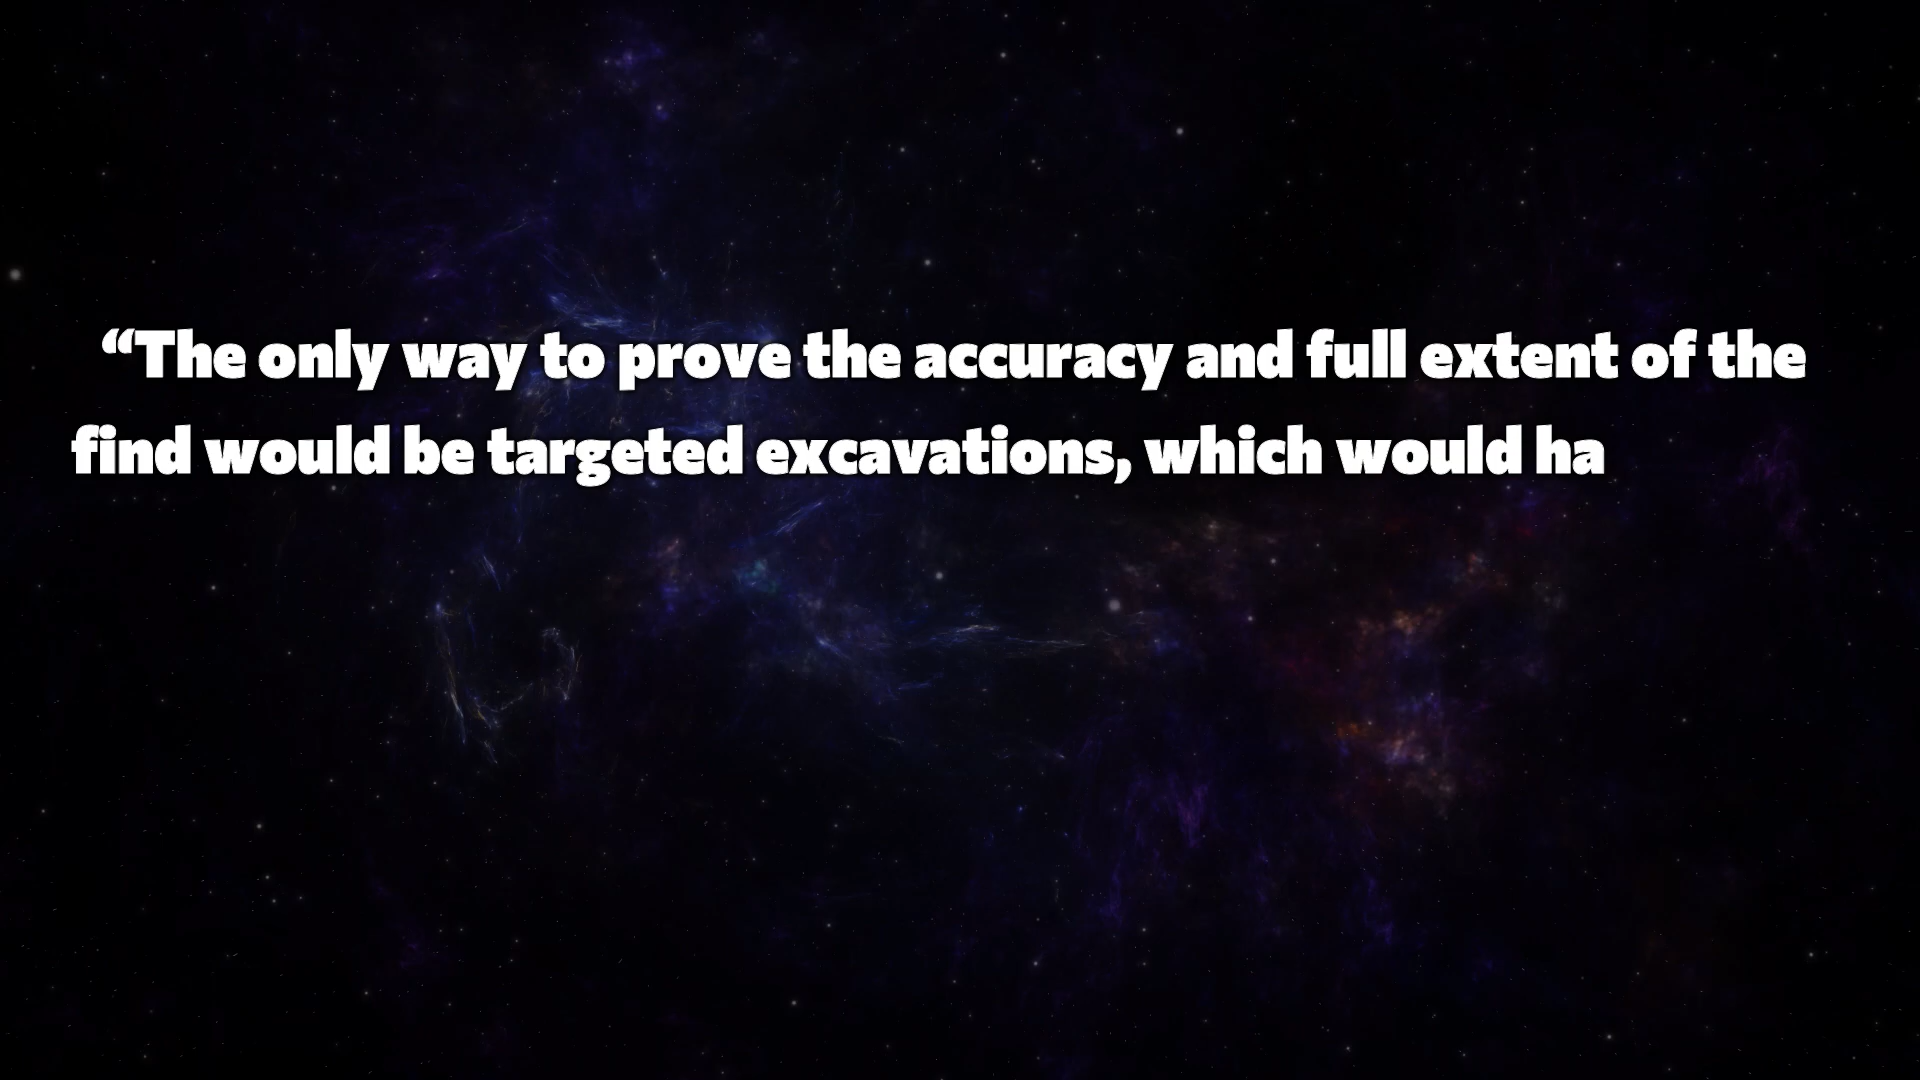 “The only way to prove the accuracy and full extent of the
find would be targeted excavations, which would ha